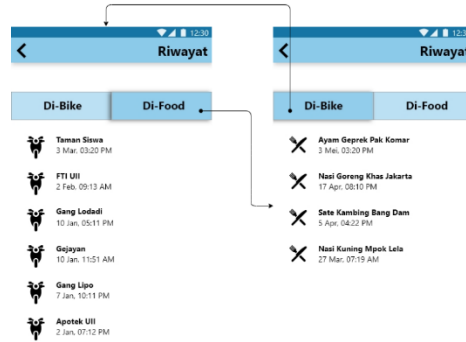 12:30
Riwayat
Di-Bike
Di-Food
Taman Siswa
3 Mar, 03:20 PM
FTI UII
2 Feb. 09:13 AM
Gang Lodadi
10 Jan, 05:11 PM
Gejayan
10 Jan. 11:51 AM
Gang Lipo
7 Jan, 10:11 PM
Apotek UII
2 Jan, 07:12 PM
12:30
Riwayat
Di-Bike
Di-Food
Ayam Geprek Pak Komar
3 Mei, 03:20 PM
Nasi Goreng Khas Jakarta
17 Apr, 08:10 PM
Sate Kambing Bang Dam
5 Apr, 04:22 PM
Nasi Kuning Mpok Lela
27 Mar, 07:19 AM